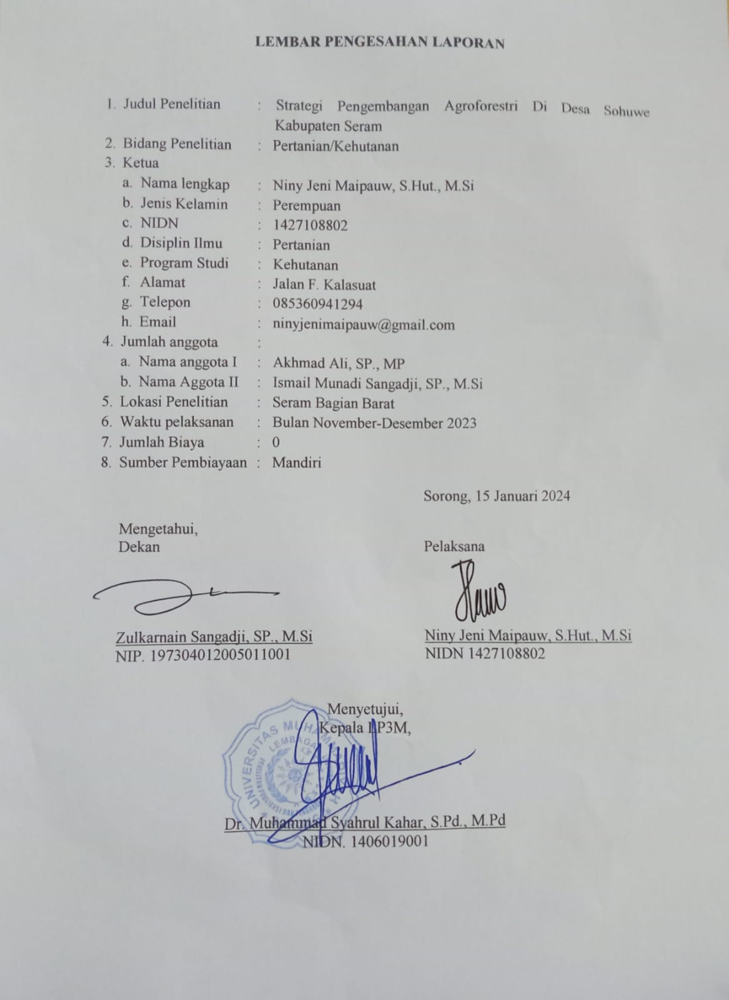 LEMBAR PENGESAHAN LAPORAN
1. Judul Penelitian : Strategi Pengembangan Agroforestri Di Desa Sohuwe
Kabupaten Seram
2. Bidang Penelitian : Pertanian/Kehutanan
3. Ketua
a. Nama lengkap : Niny Jeni Maipauw, S.Hut., M.Si
b. Jenis Kelamin : Perempuan
c. NIDN : 1427108802
d. Disiplin Ilmu : Pertanian
e. Program Studi : Kehutanan
f. Alamat : Jalan F. Kalasuat
g. Telepon : 085360941294
h. Email : ninyjenimaipauw@gmail.com
4. Jumlah anggota :
a. Nama anggota I : Akhmad Ali, SP., MP
b. Nama Aggota II : Ismail Munadi Sangadji, SP., M.Si
5. Lokasi Penelitian : Seram Bagian Barat
6. Waktu pelaksanan : Bulan November-Desember 2023
7. Jumlah Biaya : 0
8. Sumber Pembiayaan : Mandiri
Sorong, 15 Januari 2024
Mengetahui,
Dekan
Pelaksana
Zulkarnain Sangadji, SP., M.Si
NIP. 197304012005011001
Niny Jeni Maipauw, S.Hut., M.Si
NIDN 1427108802
Menyetujui,
Kepala LP3M,
UNIVERSITAS MUHAMMADIYAH
LEMBAGA
Dr. Muhammad Syahrul Kahar, S.Pd., M.Pd
NIDN. 1406019001